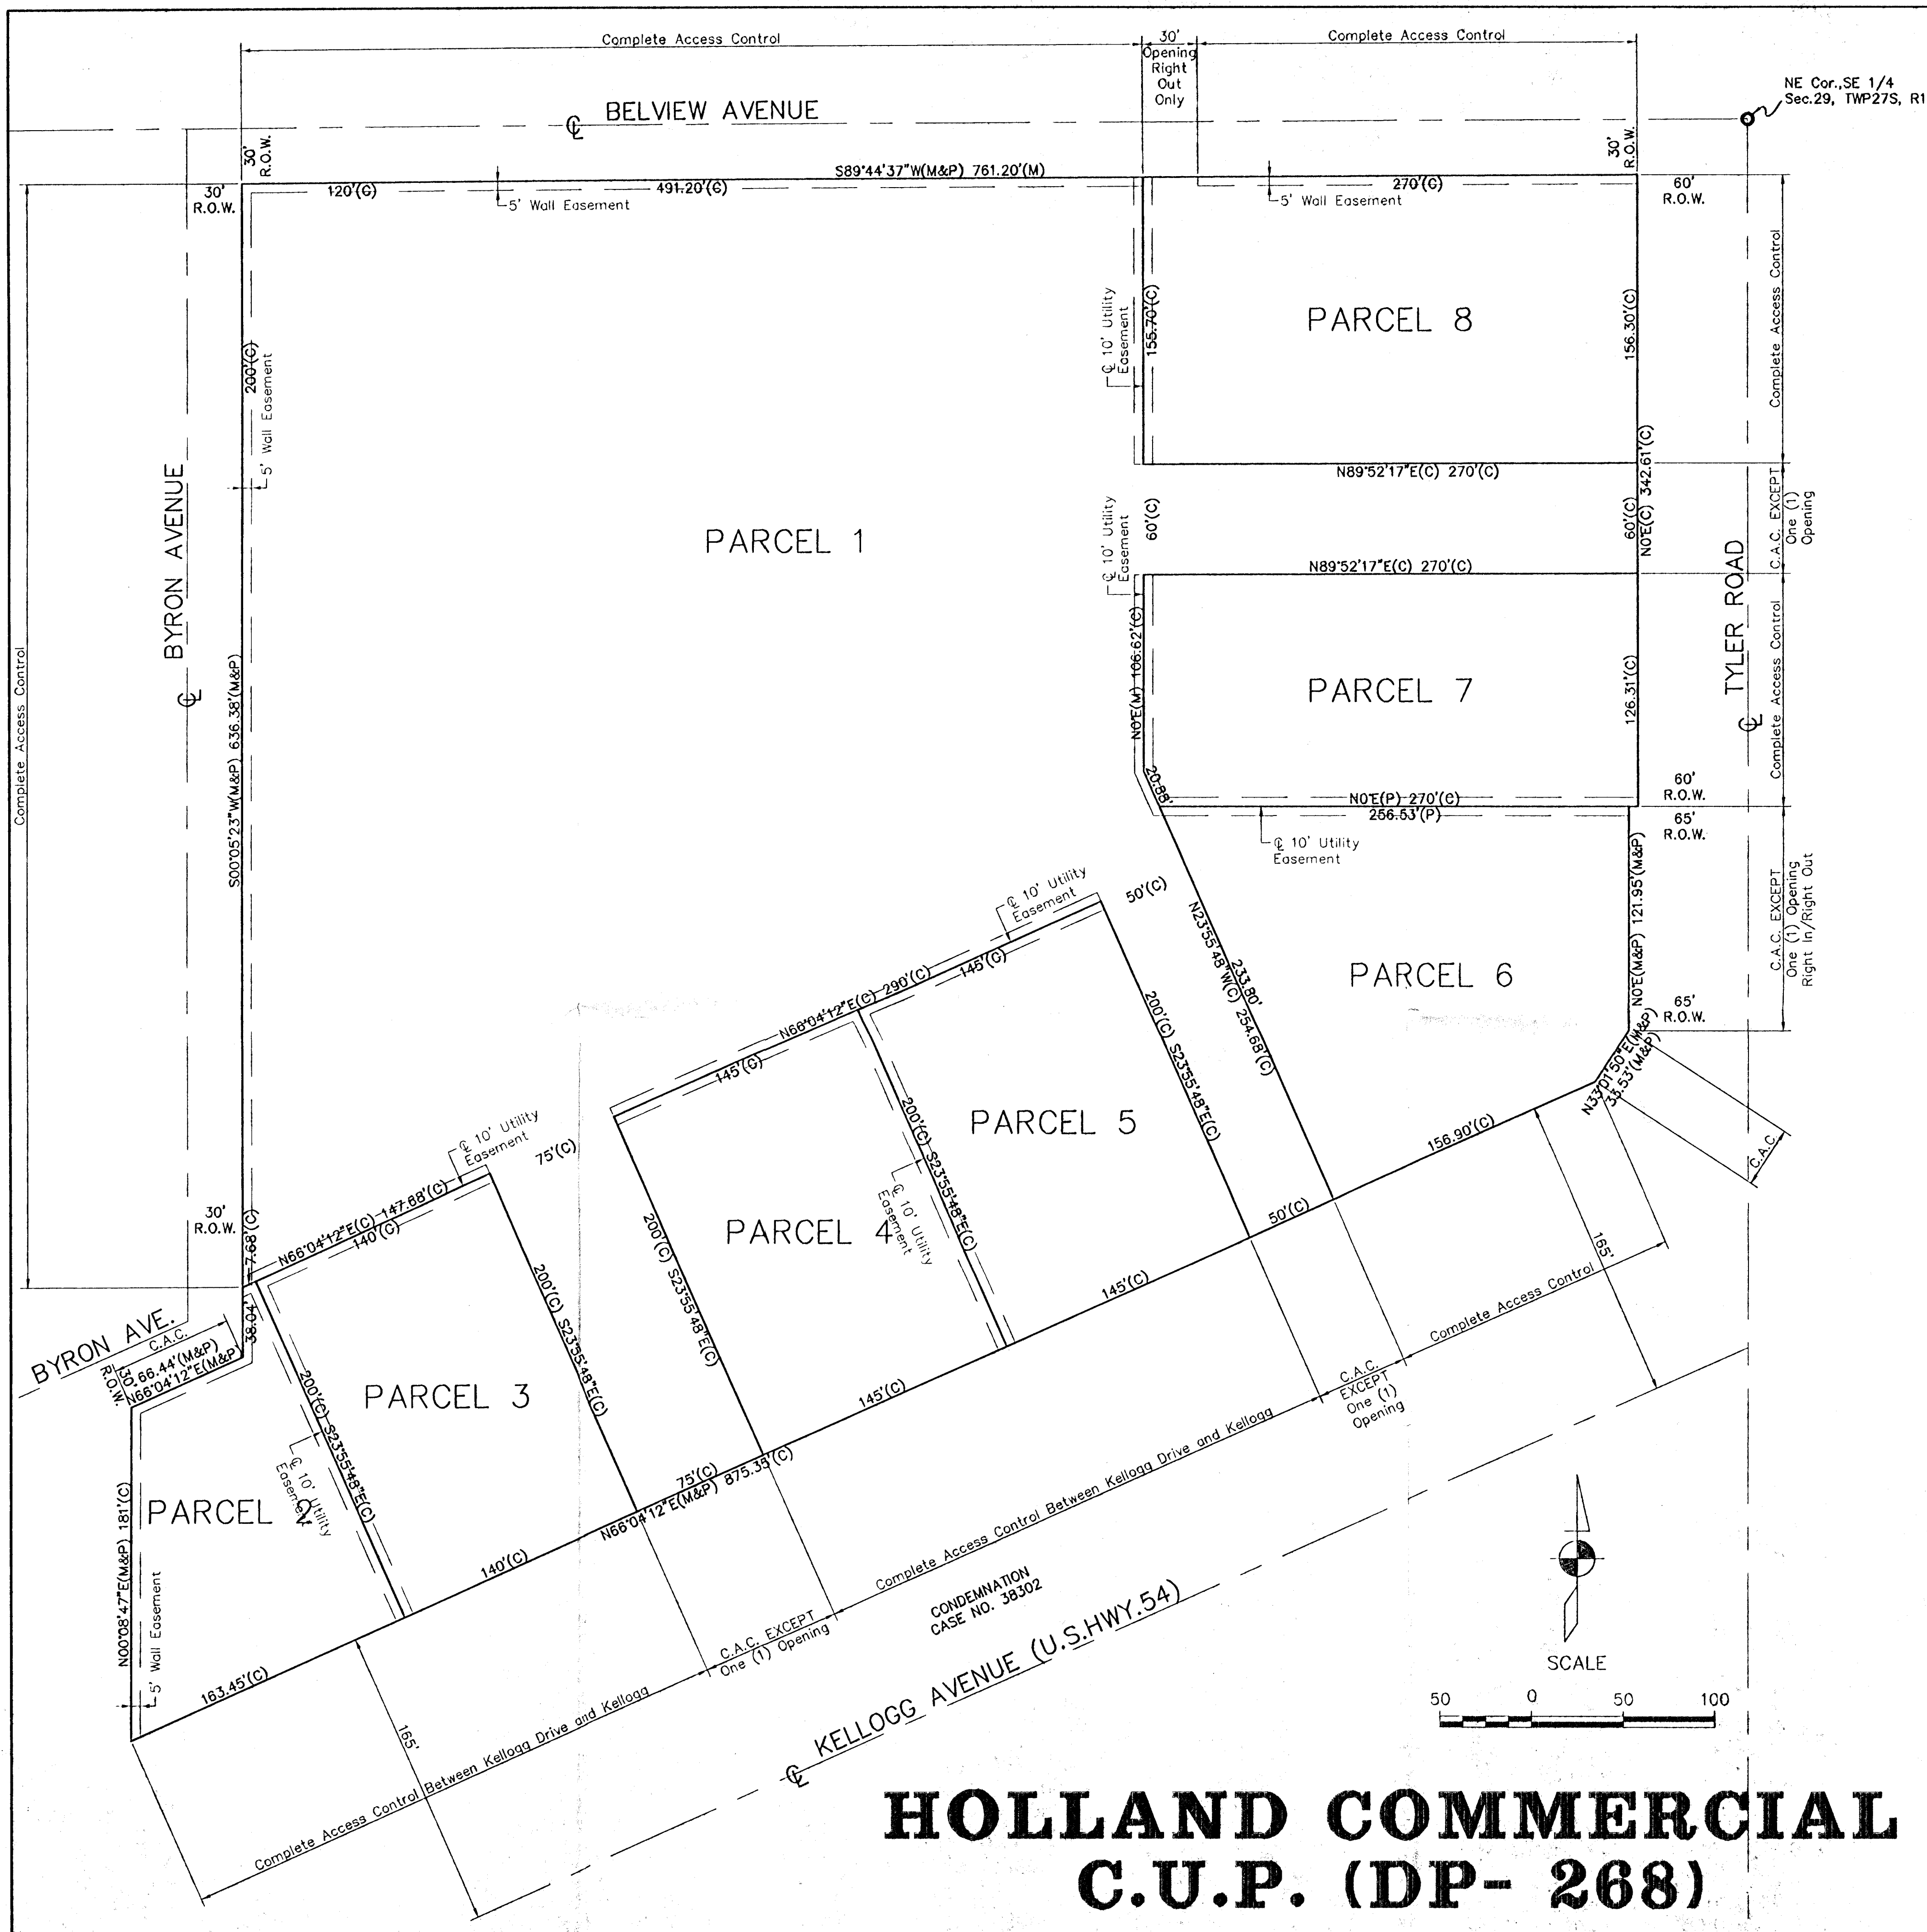 Complete Access Control
30'
Opening
Right
Out
Only
Complete Access Control
NE Cor.,SE 1/4
Sec.29, TWP27S, R1
BELVIEW AVENUE
30'
R.O.W.
30'
R.O.W.
S89°44'37"W(M&P) 761.20'(M)
30'
R.O.W.
120'(C)
491.20'(C)
270'(C)
60'
R.O.W.
5' Wall Easement
5' Wall Easement
200'(C)
5' Wall Easement
BYRON AVENUE
Complete Access Control
S00°05'23"W(M&P) 636.38'(M&P)
PARCEL 1
℄ 10' Utility
Easement
155.70'(C)
PARCEL 8
156.30'(C)
Complete Access Control
N89°52'17"E(C) 270'(C)
N0°E(C) 342.61'(C)
℄ 10' Utility
Easement
60'(C)
60'(C)
C.A.C. EXCEPT
One (1)
Opening
N89°52'17"E(C) 270'(C)
TYLER ROAD
N0°E(M) 106.62'(C)
PARCEL 7
126.31'(C)
Complete Access Control
20.88'
N0°E(P) 270'(C)
256.53'(P)
60'
R.O.W.
65'
R.O.W.
℄ 10' Utility
Easement
N0°E(M&P) 121.95'(M&P)
C.A.C. EXCEPT
One (1) Opening
Right In/Right Out
℄ 10' Utility
Easement
50'(C)
N23°55'48"W(C) 254.68'(C)
233.80'
PARCEL 6
65'
R.O.W.
N33°01'50"E(M&P)
33.53'(M&P)
C.A.C.
N66°04'12"E(C) 290'(C)
145'(C)
145'(C)
200'(C) S23°55'48"E(C)
PARCEL 5
156.90'(C)
200'(C) S23°55'48"E(C)
℄ 10' Utility
Easement
PARCEL 4
200'(C) S23°55'48"E(C)
75'(C)
℄ 10' Utility
Easement
N66°04'12"E(C) 147.68'(C)
140'(C)
7.68'(C)
30'
R.O.W.
50'(C)
165'
145'(C)
Complete Access Control
38.04'
BYRON AVE.
C.A.C.
30'
R.O.W.
66.44'(M&P)
N66°04'12"E(M&P)
200'(C) S23°55'48"E(C)
PARCEL 3
200'(C) S23°55'48"E(C)
℄ 10' Utility
Easement
145'(C)
C.A.C.
EXCEPT
One (1)
Opening
75'(C)
N66°04'12"E(M&P) 875.35'(C)
Complete Access Control Between Kellogg Drive and Kellogg
PARCEL 2
N00°08'47"E(M&P) 181'(C)
5' Wall Easement
140'(C)
CONDEMNATION
CASE NO. 38302
C.A.C. EXCEPT
One (1) Opening
163.45'(C)
165'
Complete Access Control Between Kellogg Drive and Kellogg
℄ KELLOGG AVENUE (U.S.HWY.54)
SCALE
50 0 50 100
HOLLAND COMMERCIAL
C.U.P. (DP- 268)